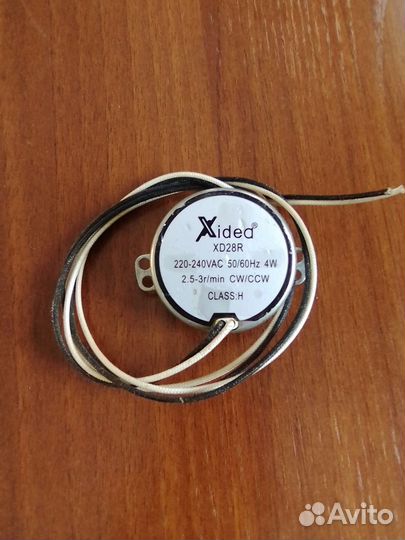 Xided
XD28R
220-240VAC 50/60Hz 4W
2.5-3r/min CW/CCW
CLASS:H
Avito